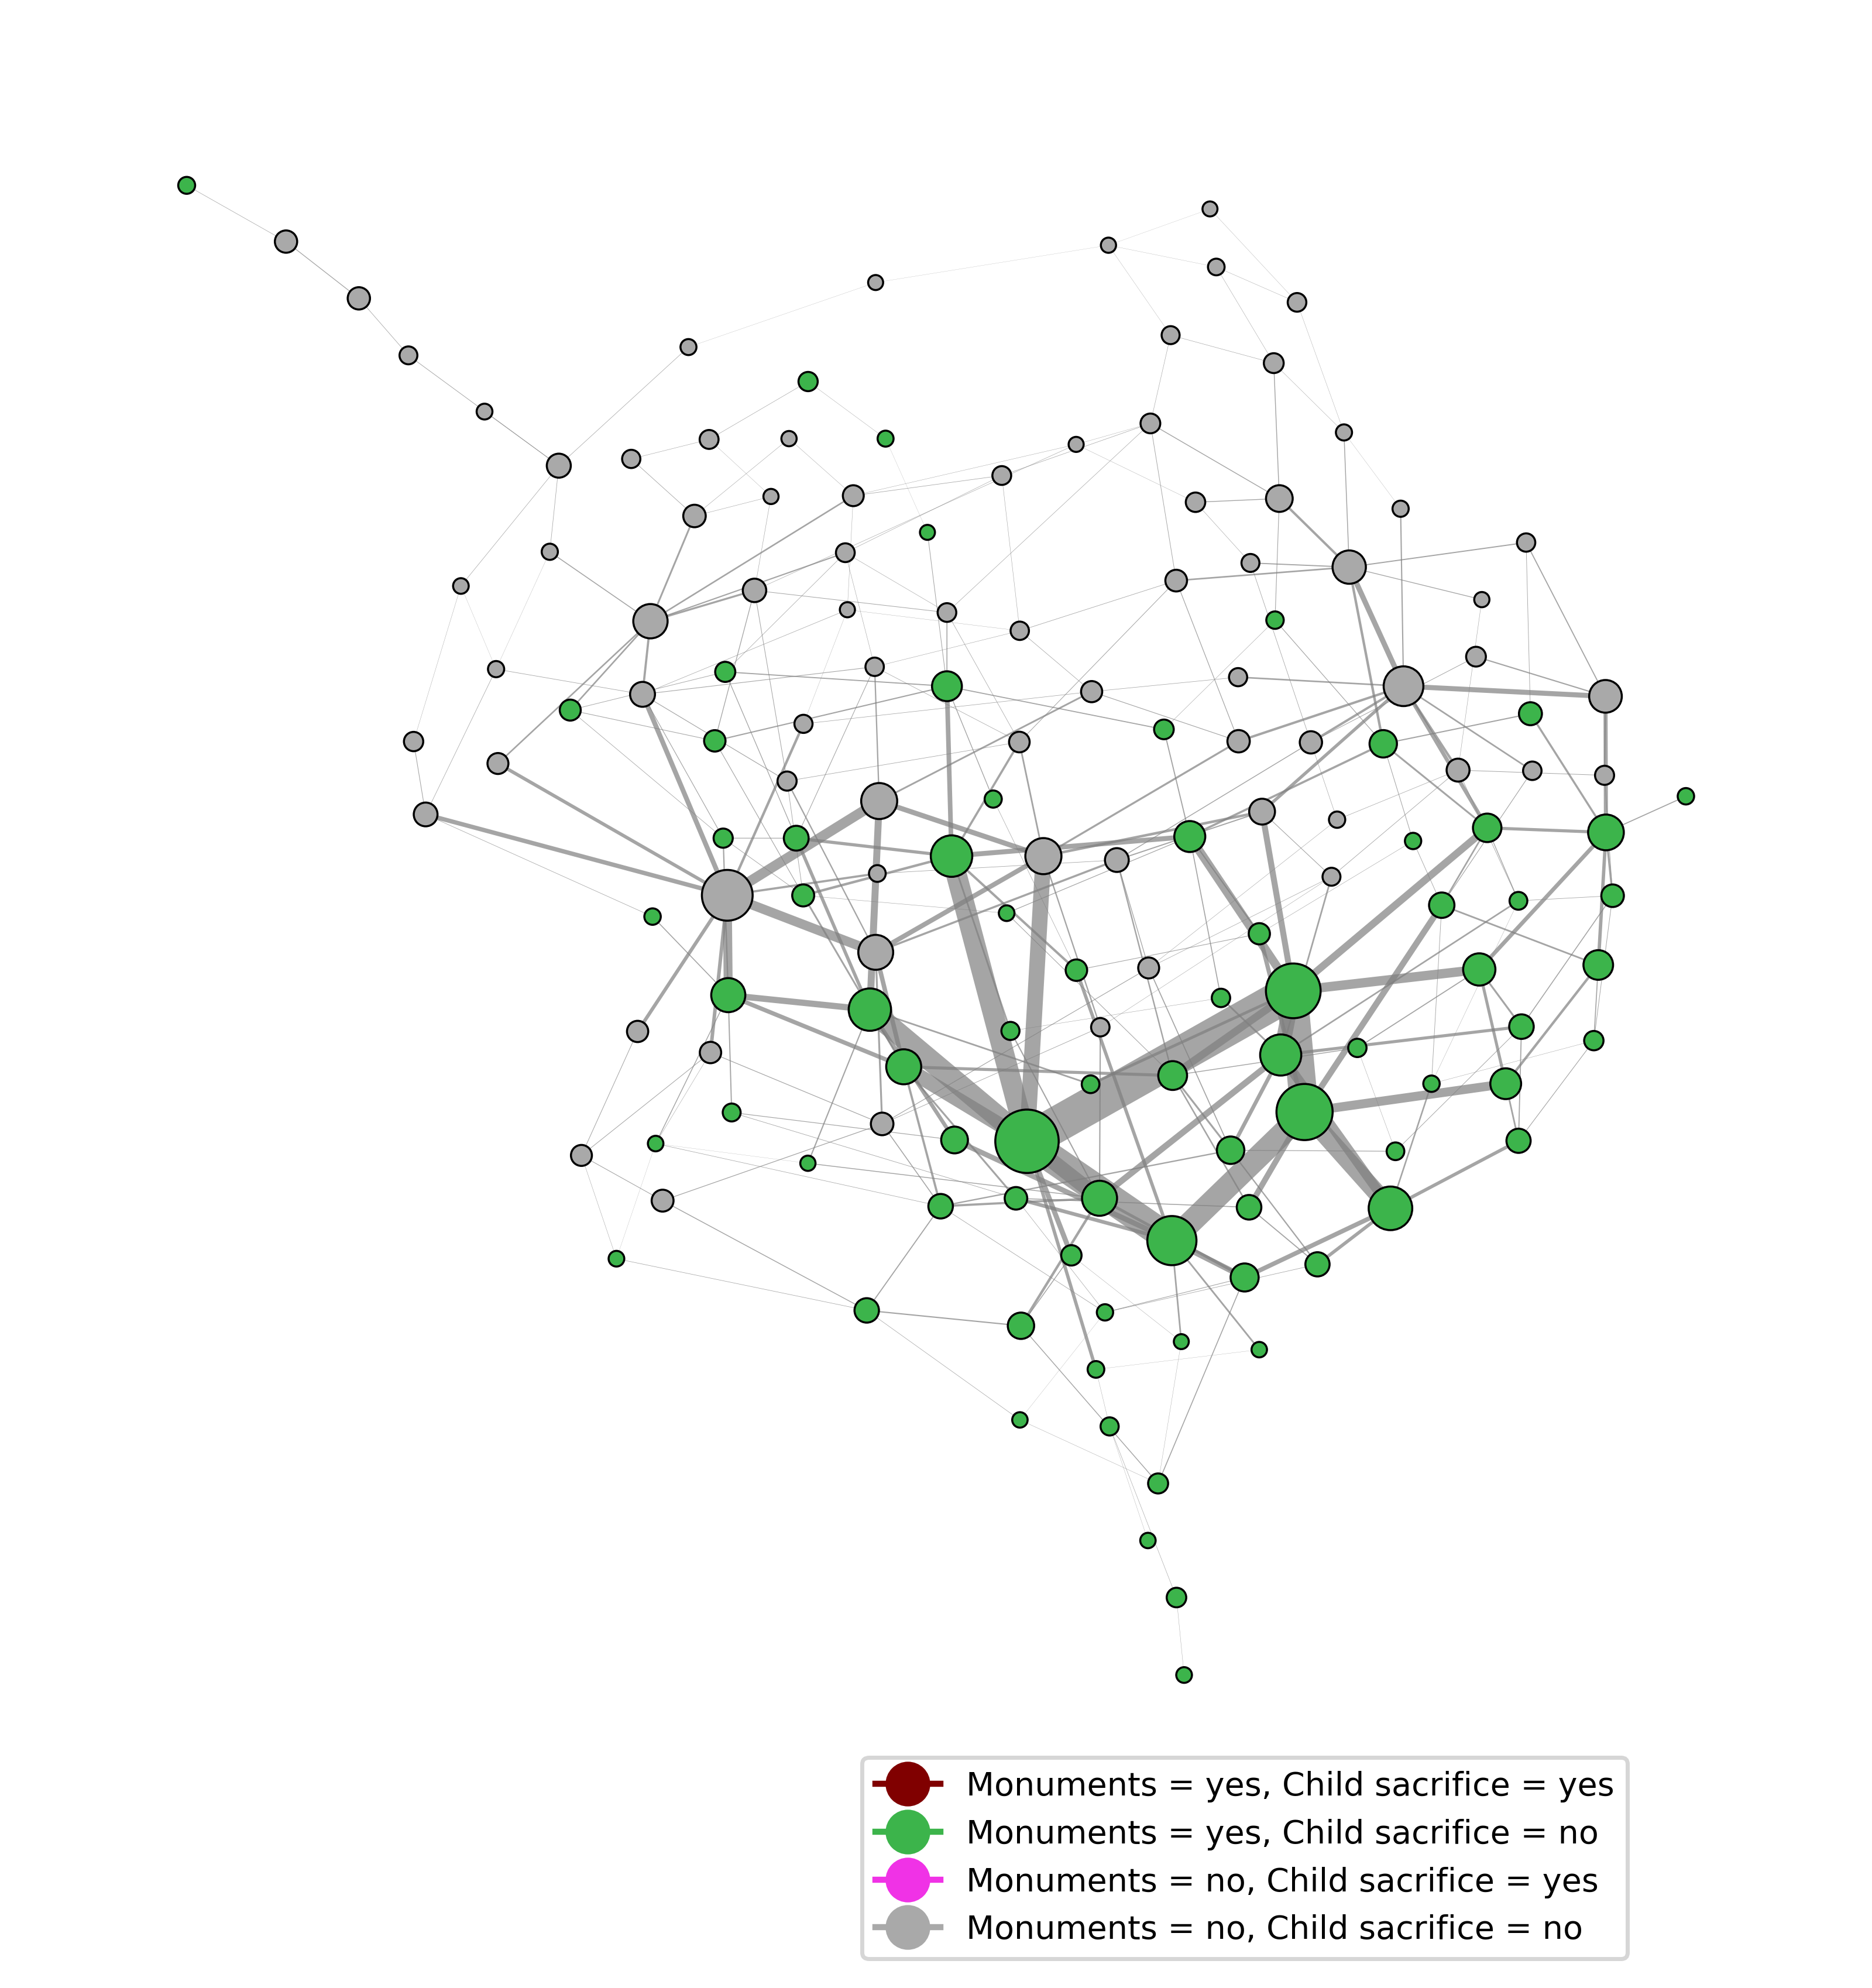 Monuments = yes, Child sacrifice = yes
Monuments = yes, Child sacrifice = no
Monuments = no, Child sacrifice = yes
Monuments = no, Child sacrifice = no